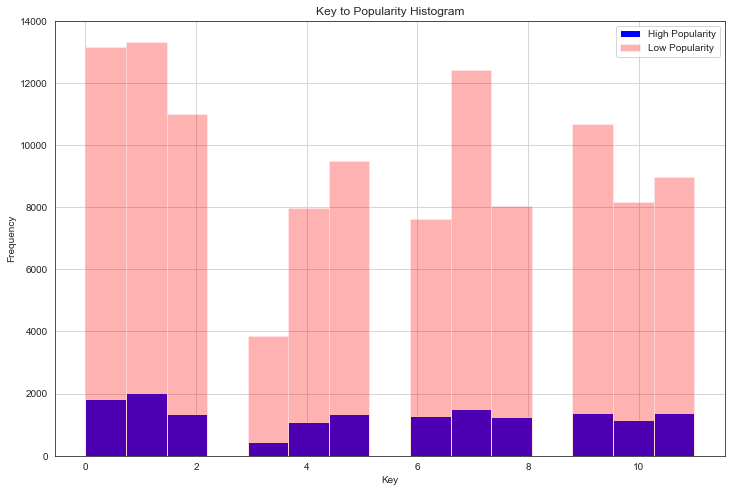 Key to Popularity Histogram
High Popularity
Low Popularity
14000
12000
10000
8000
6000
4000
2000
0
Frequency
0 2 4 6 8 10
Key